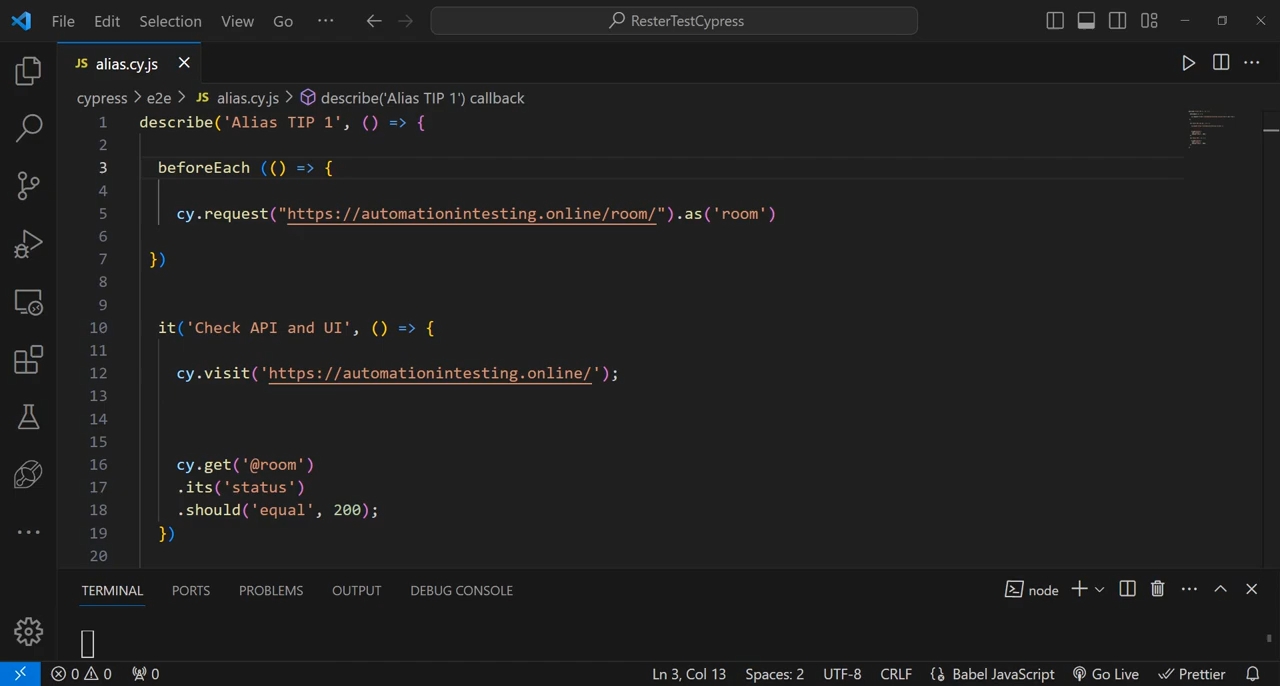 File Edit Selection View Go ··· ResterTestCypress
JS alias.cy.js
cypress > e2e > JS alias.cy.js > describe('Alias TIP 1') callback
1 describe('Alias TIP 1', () => {
2
3 beforeEach (() => {
4
5 cy.request("https://automationintesting.online/room/").as('room')
6
7 })
8
9
10 it('Check API and UI', () => {
11
12 cy.visit('https://automationintesting.online/');
13
14
15
16 cy.get('@room')
17 .its('status')
18 .should('equal', 200);
19 })
20
TERMINAL PORTS PROBLEMS OUTPUT DEBUG CONSOLE node
0 0 0 Ln 3, Col 13 Spaces: 2 UTF-8 CRLF Babel JavaScript Go Live Prettier